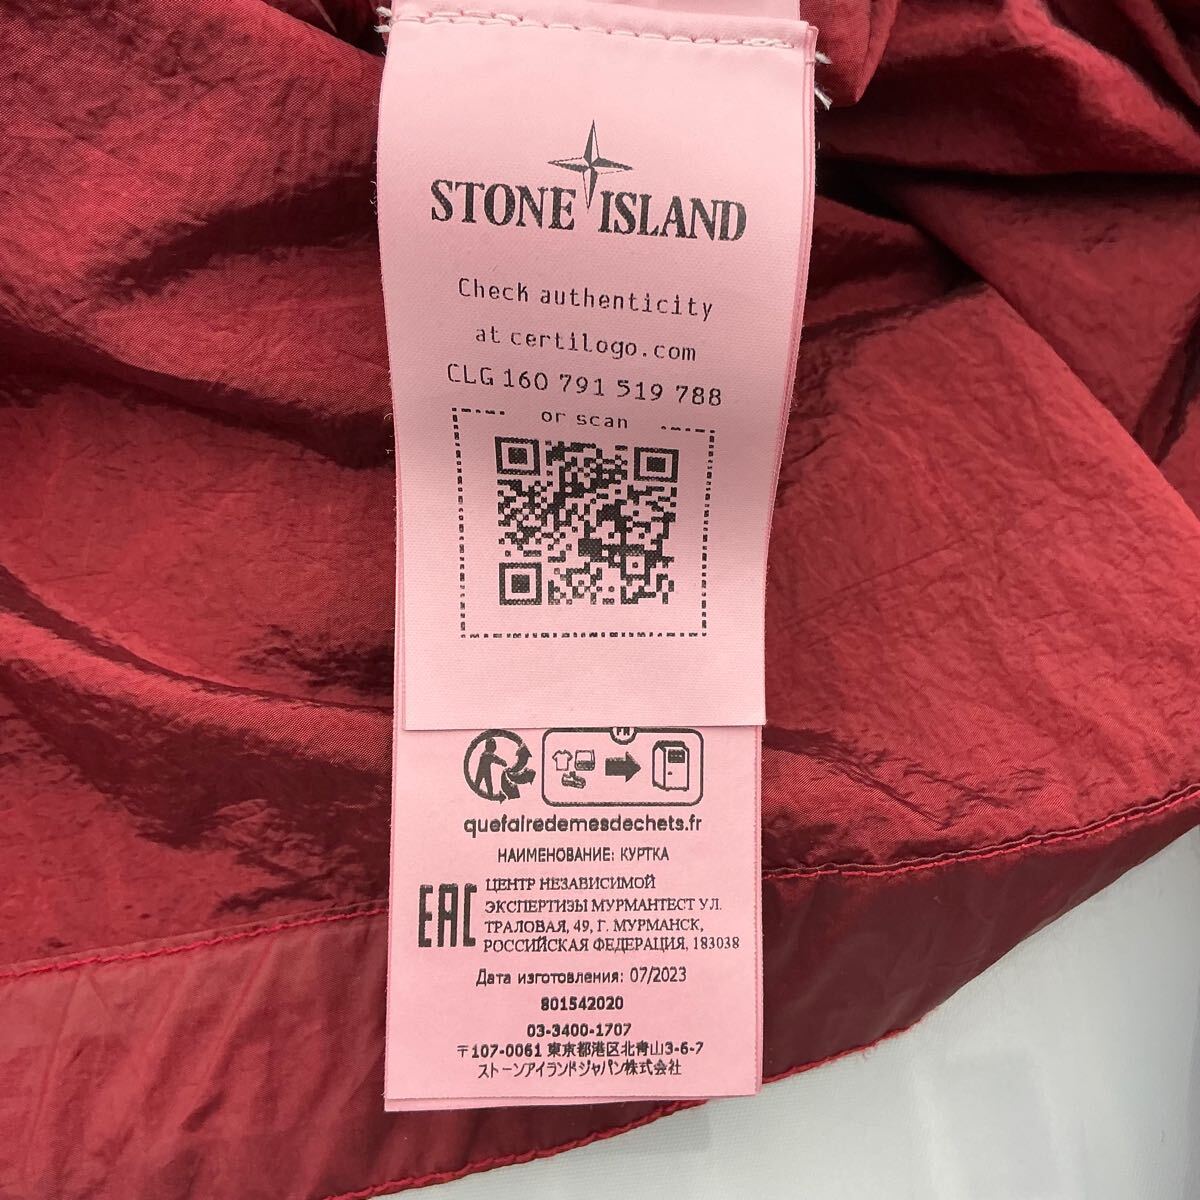 STONE ISLAND
Check authenticity
at certilogo.com
CLG 160 791 519 788
or scan
FR
quefairedemesdechets.fr
НАИМЕНОВАНИЕ: КУРТКА
EAC
ЦЕНТР НЕЗАВИСИМОЙ
ЭКСПЕРТИЗЫ МУРМАНТЕСТ УЛ.
ТРАЛОВАЯ, 49, Г. МУРМАНСК,
РОССИЙСКАЯ ФЕДЕРАЦИЯ, 183038
Дата изготовления: 07/2023
801542020
03-3400-1707
〒107-0061 東京都港区北青山3-6-7
ストーンアイランドジャパン株式会社